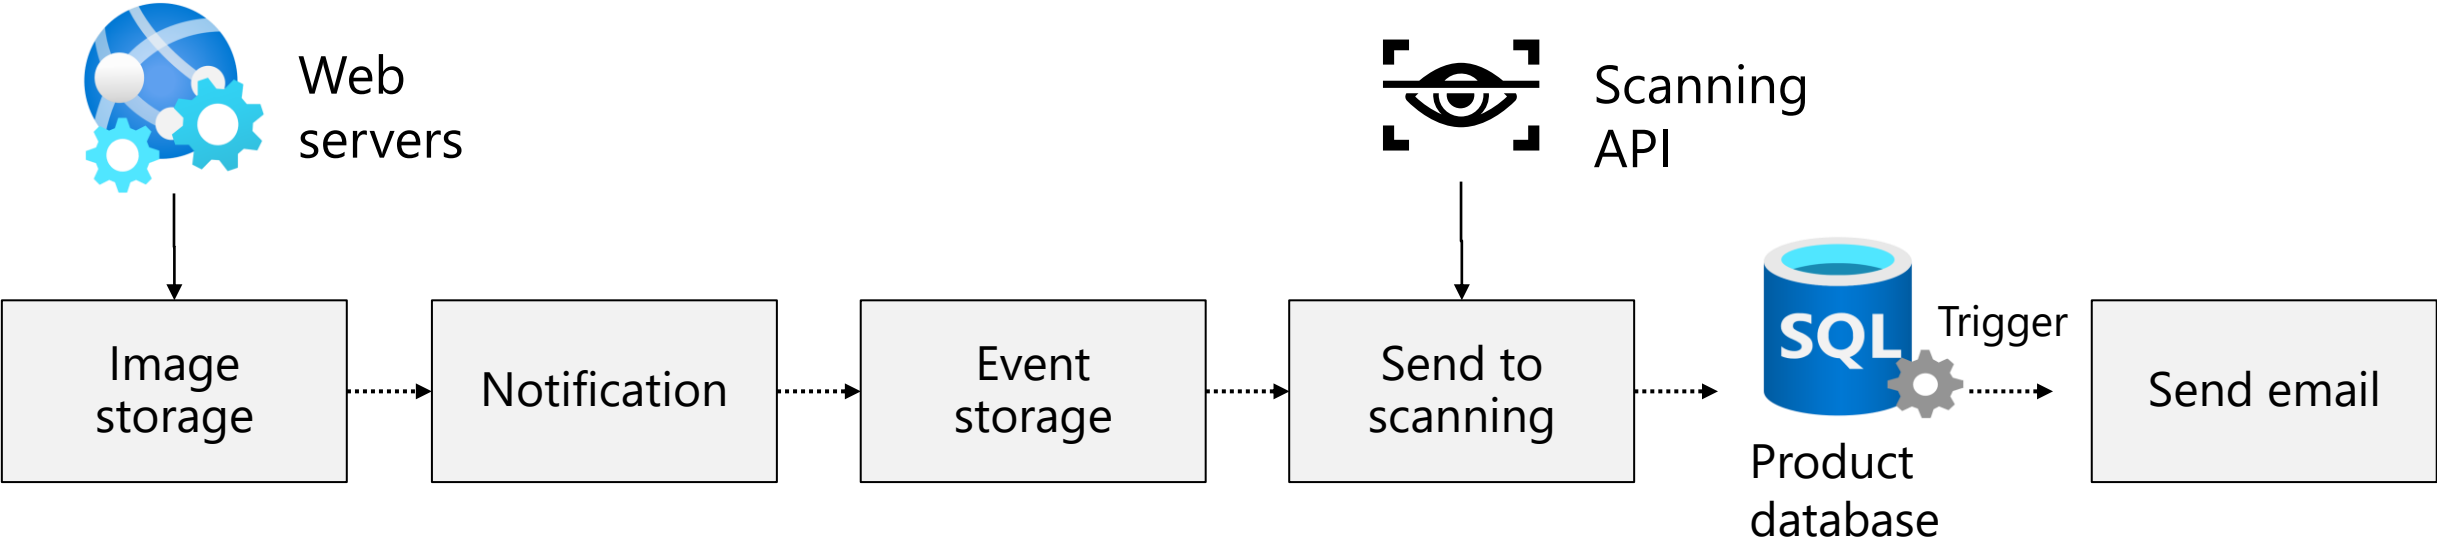 Web
servers
Scanning
API
Image
storage
Notification
Event
storage
Send to
scanning
SQL
Trigger
Product
database
Send email